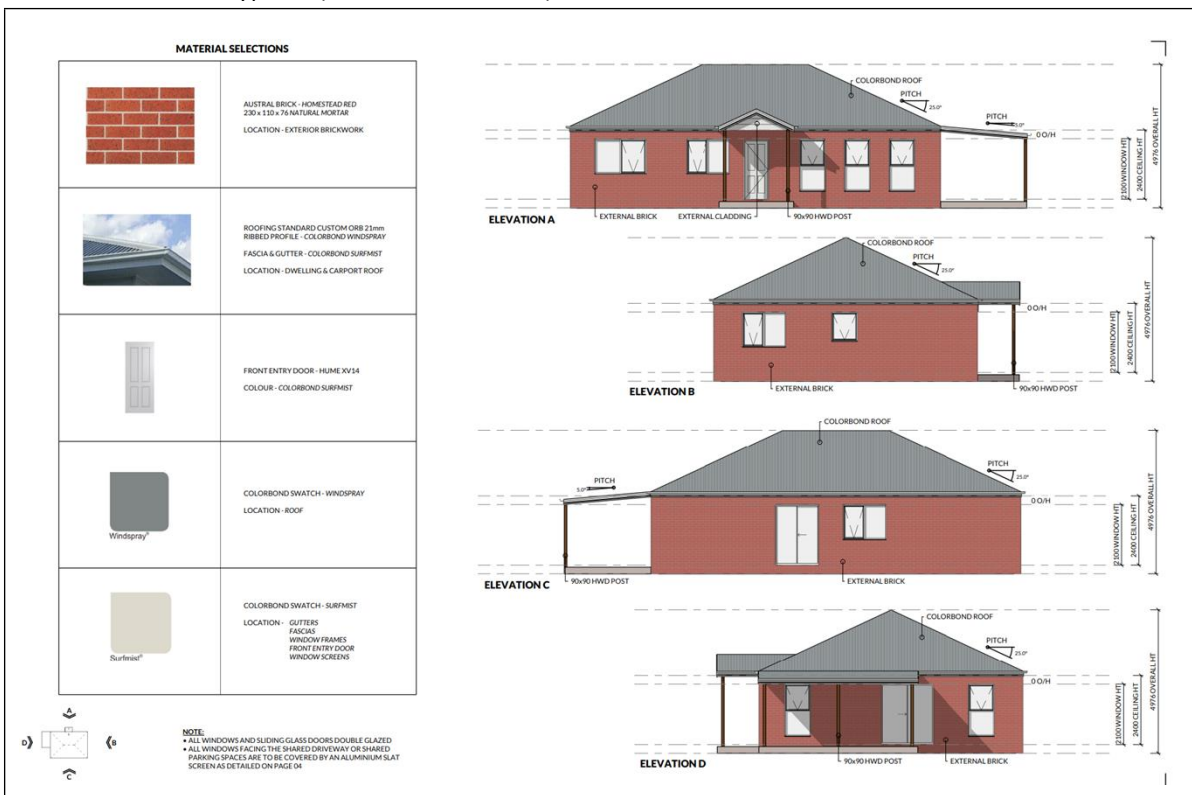 MATERIAL SELECTIONS
AUSTRAL BRICK - HOMESTEAD RED
230 x 110 x 76 NATURAL MORTAR
LOCATION - EXTERIOR BRICKWORK
ROOFING STANDARD CUSTOM ORB 21mm
RIBBED PROFILE - COLORBOND WINDSPRAY
FASCIA & GUTTER - COLORBOND SURFMIST
LOCATION - DWELLING & CARPORT ROOF
FRONT ENTRY DOOR - HUME XV14
COLOUR - COLORBOND SURFMIST
Windspray®
COLORBOND SWATCH - WINDSPRAY
LOCATION - ROOF
Surfmist®
COLORBOND SWATCH - SURFMIST
LOCATION - GUTTERS
FASCIAS
WINDOW FRAMES
FRONT ENTRY DOOR
WINDOW SCREENS
A
D
B
C
NOTE:
• ALL WINDOWS AND SLIDING GLASS DOORS DOUBLE GLAZED
• ALL WINDOWS FACING THE SHARED DRIVEWAY OR SHARED
PARKING SPACES ARE TO BE COVERED BY AN ALUMINIUM SLAT
SCREEN AS DETAILED ON PAGE 04
COLORBOND ROOF
PITCH
25.0°
PITCH
5.0°
0 O/H
2100 WINDOW HT
2400 CEILING HT
4976 OVERALL HT
EXTERNAL BRICK
EXTERNAL CLADDING
90x90 HWD POST
ELEVATION A
COLORBOND ROOF
PITCH
25.0°
0 O/H
2100 WINDOW HT
2400 CEILING HT
4976 OVERALL HT
EXTERNAL BRICK
90x90 HWD POST
ELEVATION B
COLORBOND ROOF
PITCH
5.0°
PITCH
25.0°
0 O/H
2100 WINDOW HT
2400 CEILING HT
4976 OVERALL HT
90x90 HWD POST
EXTERNAL BRICK
ELEVATION C
COLORBOND ROOF
PITCH
25.0°
0 O/H
2100 WINDOW HT
2400 CEILING HT
4976 OVERALL HT
90x90 HWD POST
EXTERNAL BRICK
ELEVATION D